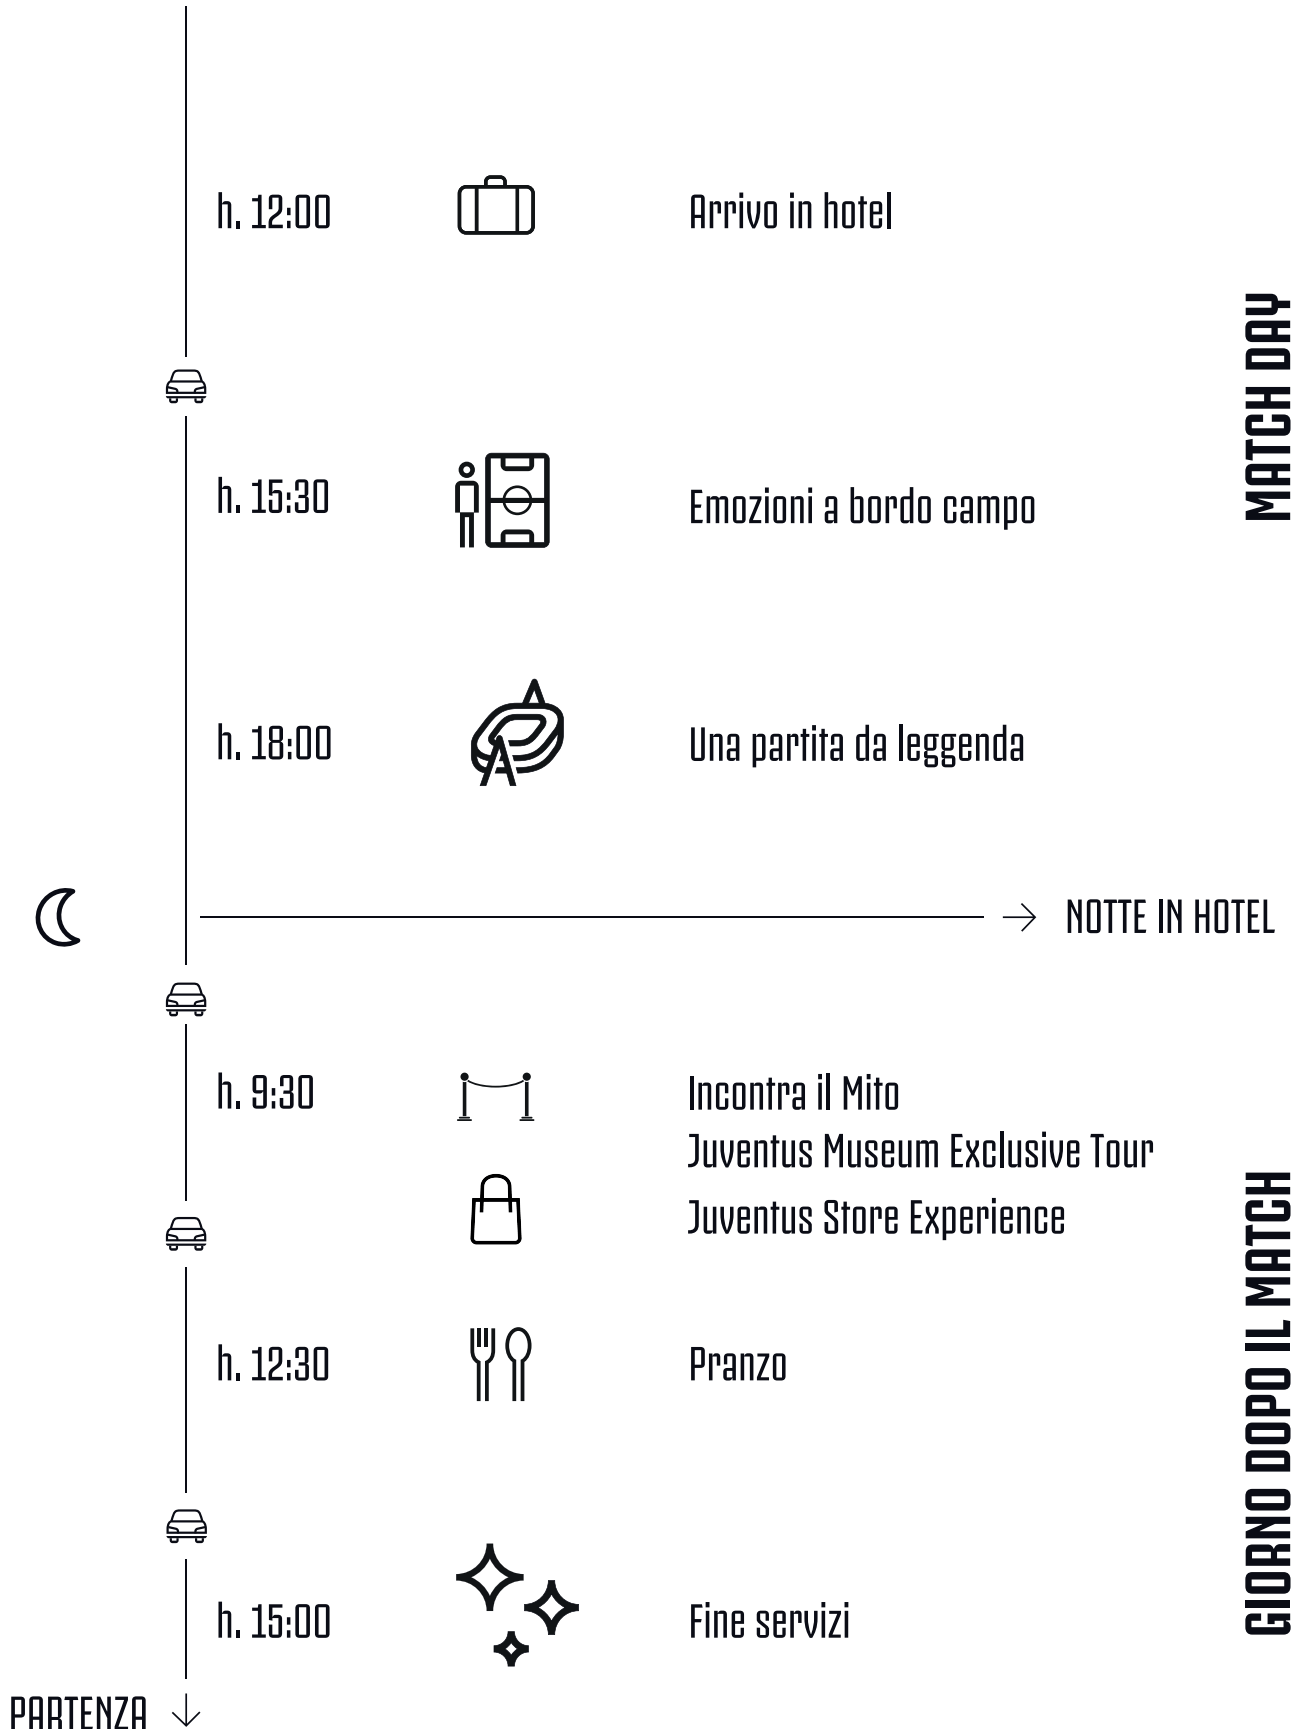 h. 12:00
Arrivo in hotel
MATCH DAY
h. 15:30
Emozioni a bordo campo
h. 18:00
Una partita da leggenda
NOTTE IN HOTEL
h. 9:30
Incontra il Mito
Juventus Museum Exclusive Tour
Juventus Store Experience
GIORNO DOPO IL MATCH
h. 12:30
Pranzo
h. 15:00
Fine servizi
PARTENZA